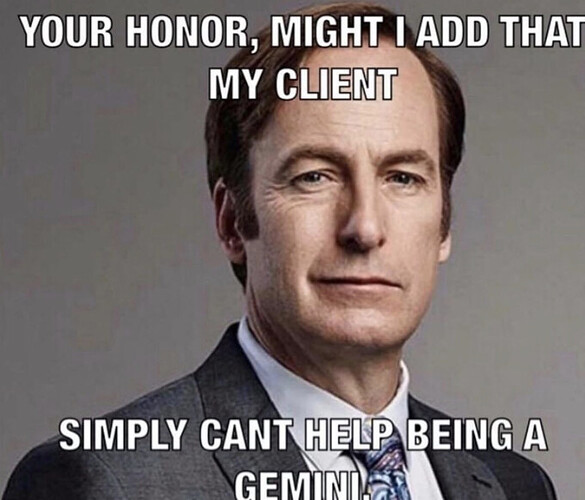 YOUR HONOR, MIGHT I ADD THAT
MY CLIENT
SIMPLY CANT HELP BEING A
GEMINI.